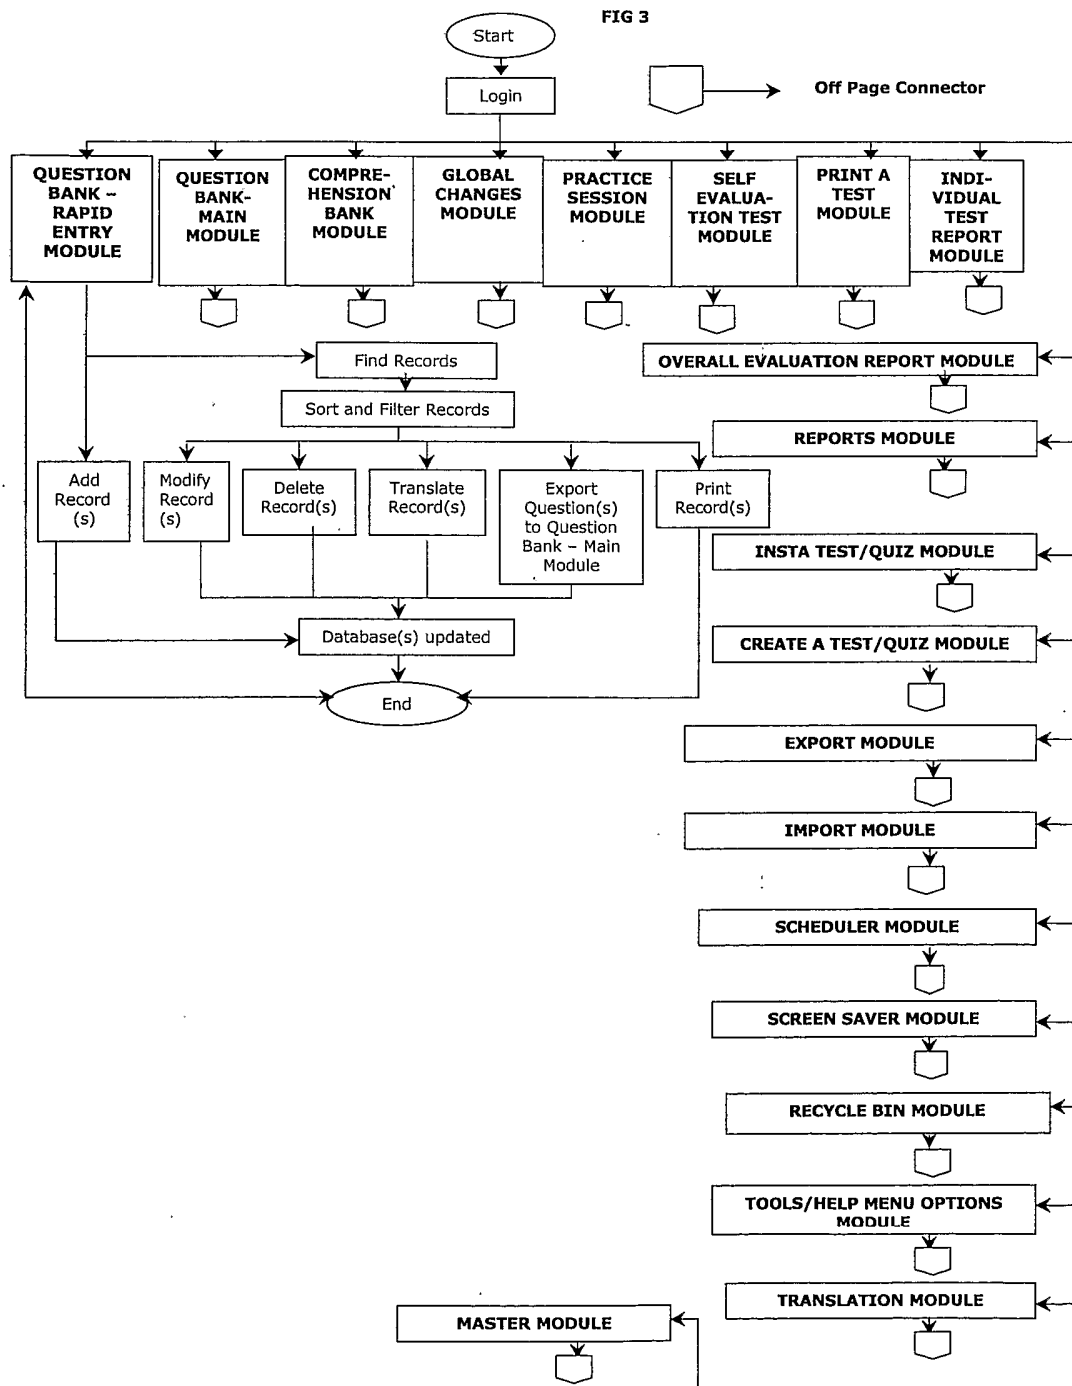 FIG 3
Start
Login
Off Page Connector
QUESTION
BANK –
RAPID
ENTRY
MODULE
QUESTION
BANK-
MAIN
MODULE
COMPRE-
HENSION
BANK
MODULE
GLOBAL
CHANGES
MODULE
PRACTICE
SESSION
MODULE
SELF
EVALUA-
TION TEST
MODULE
PRINT A
TEST
MODULE
INDI-
VIDUAL
TEST
REPORT
MODULE
Find Records
Sort and Filter Records
Add
Record
(s)
Modify
Record
(s)
Delete
Record(s)
Translate
Record(s)
Export
Question(s)
to Question
Bank – Main
Module
Print
Record(s)
Database(s) updated
End
OVERALL EVALUATION REPORT MODULE
REPORTS MODULE
INSTA TEST/QUIZ MODULE
CREATE A TEST/QUIZ MODULE
EXPORT MODULE
IMPORT MODULE
SCHEDULER MODULE
SCREEN SAVER MODULE
RECYCLE BIN MODULE
TOOLS/HELP MENU OPTIONS
MODULE
TRANSLATION MODULE
MASTER MODULE